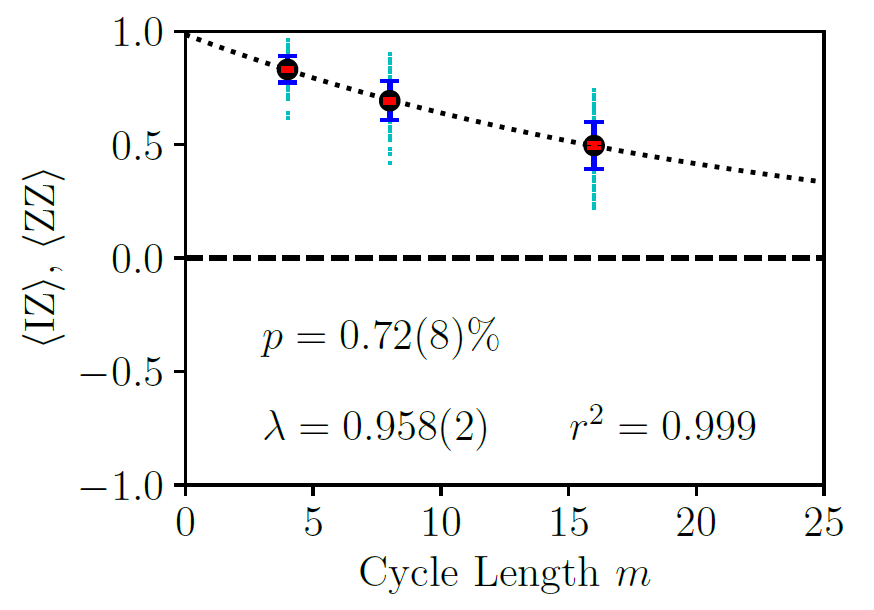 1.0
0.5
0.0
−0.5
−1.0
⟨IZ⟩, ⟨ZZ⟩
p = 0.72(8)%
λ = 0.958(2) r² = 0.999
0 5 10 15 20 25
Cycle Length m